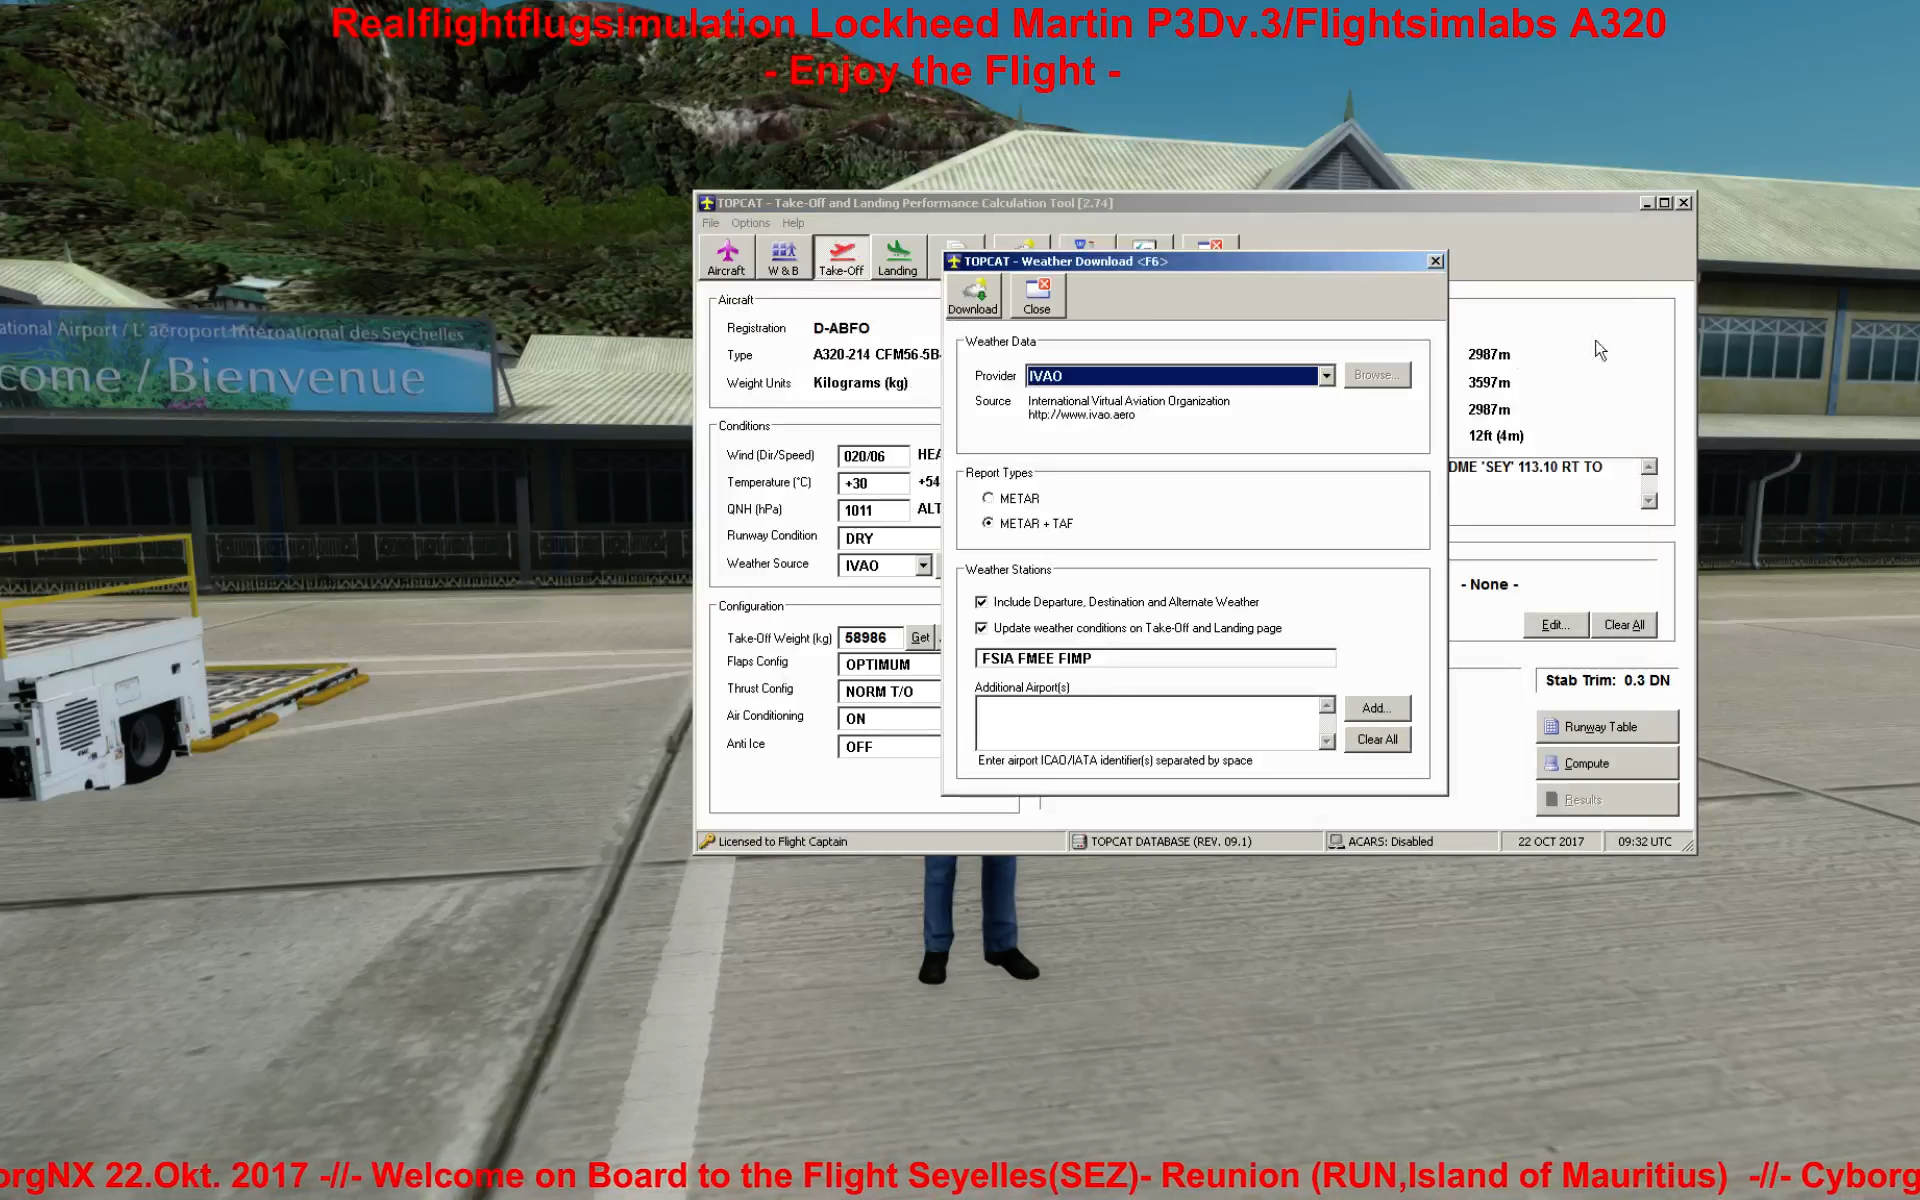 Realflightflugsimulation Lockheed Martin P3Dv.3/Flightsimlabs A320
- Enjoy the Flight -
ational Airport / L' aéroport International des Seychelles
come / Bienvenue
TOPCAT - Take-Off and Landing Performance Calculation Tool [2.74]
File Options Help
Aircraft W & B Take-Off Landing
TOPCAT - Weather Download <F6>
Download Close
Aircraft
Registration D-ABFO
Type A320-214 CFM56-5B-
Weight Units Kilograms (kg)
Conditions
Wind (Dir/Speed) 020/06 HEA
Temperature (°C) +30 +54
QNH (hPa) 1011 ALT
Runway Condition DRY
Weather Source IVAO
Configuration
Take-Off Weight (kg) 58986 Get
Flaps Config OPTIMUM
Thrust Config NORM T/O
Air Conditioning ON
Anti Ice OFF
Weather Data
Provider IVAO Browse...
Source International Virtual Aviation Organization
http://www.ivao.aero
Report Types
METAR
METAR + TAF
Weather Stations
Include Departure, Destination and Alternate Weather
Update weather conditions on Take-Off and Landing page
FSIA FMEE FIMP
Additional Airport(s)
Add...
Clear All
Enter airport ICAO/IATA identifier(s) separated by space
2987m
3597m
2987m
12ft (4m)
DME 'SEY' 113.10 RT TO
- None -
Edit... Clear All
Stab Trim: 0.3 DN
Runway Table
Compute
Results
Licensed to Flight Captain TOPCAT DATABASE (REV. 09.1) ACARS: Disabled 22 OCT 2017 09:32 UTC
orgNX 22.Okt. 2017 -//- Welcome on Board to the Flight Seyelles(SEZ)- Reunion (RUN,Island of Mauritius) -//- Cyborg